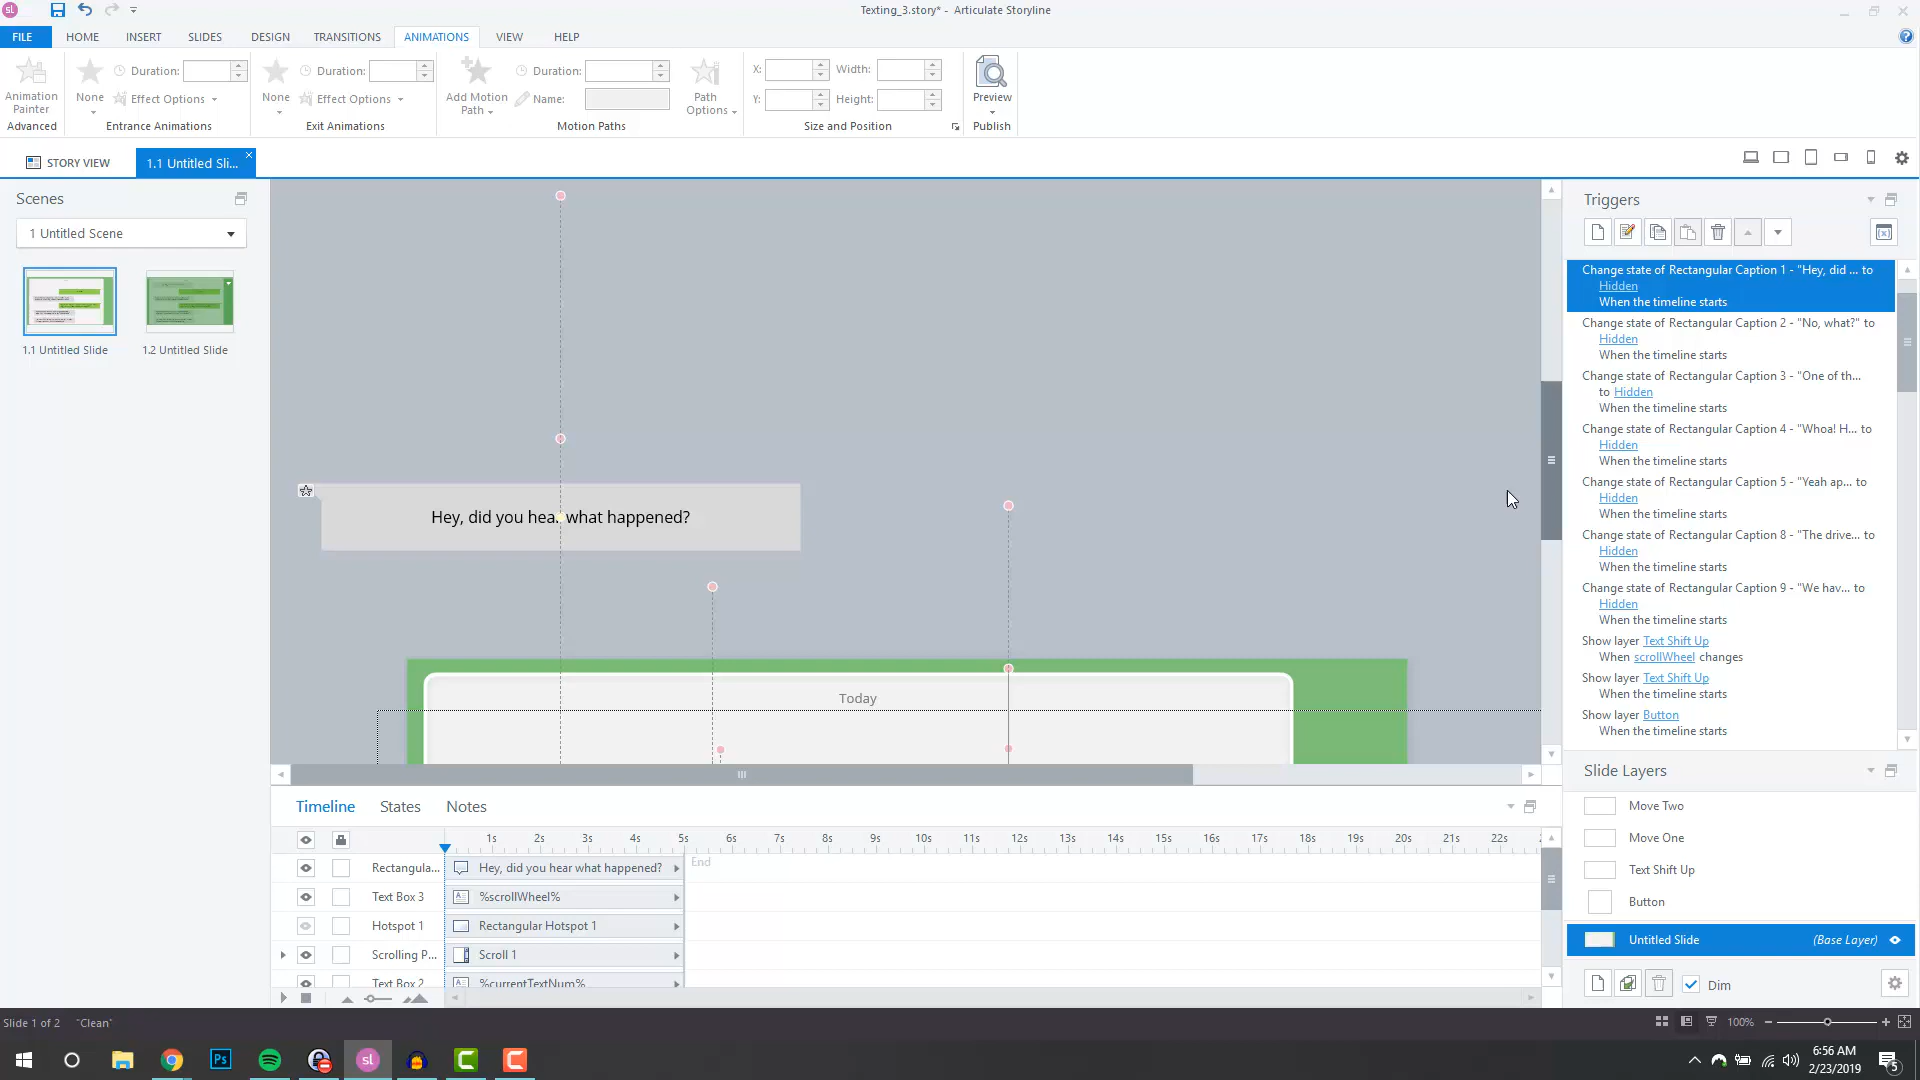 sl
Texting_3.story* - Articulate Storyline
FILE HOME INSERT SLIDES DESIGN TRANSITIONS ANIMATIONS VIEW HELP
Animation Painter
Advanced
None
Duration:
Effect Options
Entrance Animations
None
Duration:
Effect Options
Exit Animations
Add Motion Path
Duration:
Name:
Path Options
Motion Paths
X:
Width:
Y:
Height:
Size and Position
Preview
Publish
STORY VIEW
1.1 Untitled Sli...
Scenes
1 Untitled Scene
1.1 Untitled Slide
1.2 Untitled Slide
Hey, did you hear what happened?
Today
Triggers
Change state of Rectangular Caption 1 - "Hey, did ... to
Hidden
When the timeline starts
Change state of Rectangular Caption 2 - "No, what?" to
Hidden
When the timeline starts
Change state of Rectangular Caption 3 - "One of th...
to Hidden
When the timeline starts
Change state of Rectangular Caption 4 - "Whoa! H... to
Hidden
When the timeline starts
Change state of Rectangular Caption 5 - "Yeah ap... to
Hidden
When the timeline starts
Change state of Rectangular Caption 8 - "The drive... to
Hidden
When the timeline starts
Change state of Rectangular Caption 9 - "We hav... to
Hidden
When the timeline starts
Show layer Text Shift Up
When scrollWheel changes
Show layer Text Shift Up
When the timeline starts
Show layer Button
When the timeline starts
Slide Layers
Move Two
Move One
Text Shift Up
Button
Untitled Slide (Base Layer)
Dim
Timeline States Notes
1s 2s 3s 4s 5s 6s 7s 8s 9s 10s 11s 12s 13s 14s 15s 16s 17s 18s 19s 20s 21s 22s
Rectangula... Hey, did you hear what happened? End
Text Box 3 %scrollWheel%
Hotspot 1 Rectangular Hotspot 1
Scrolling P... Scroll 1
Text Box 2 %currentTextNum%
Slide 1 of 2 "Clean"
100%
Ps
sl
6:56 AM
2/23/2019
5